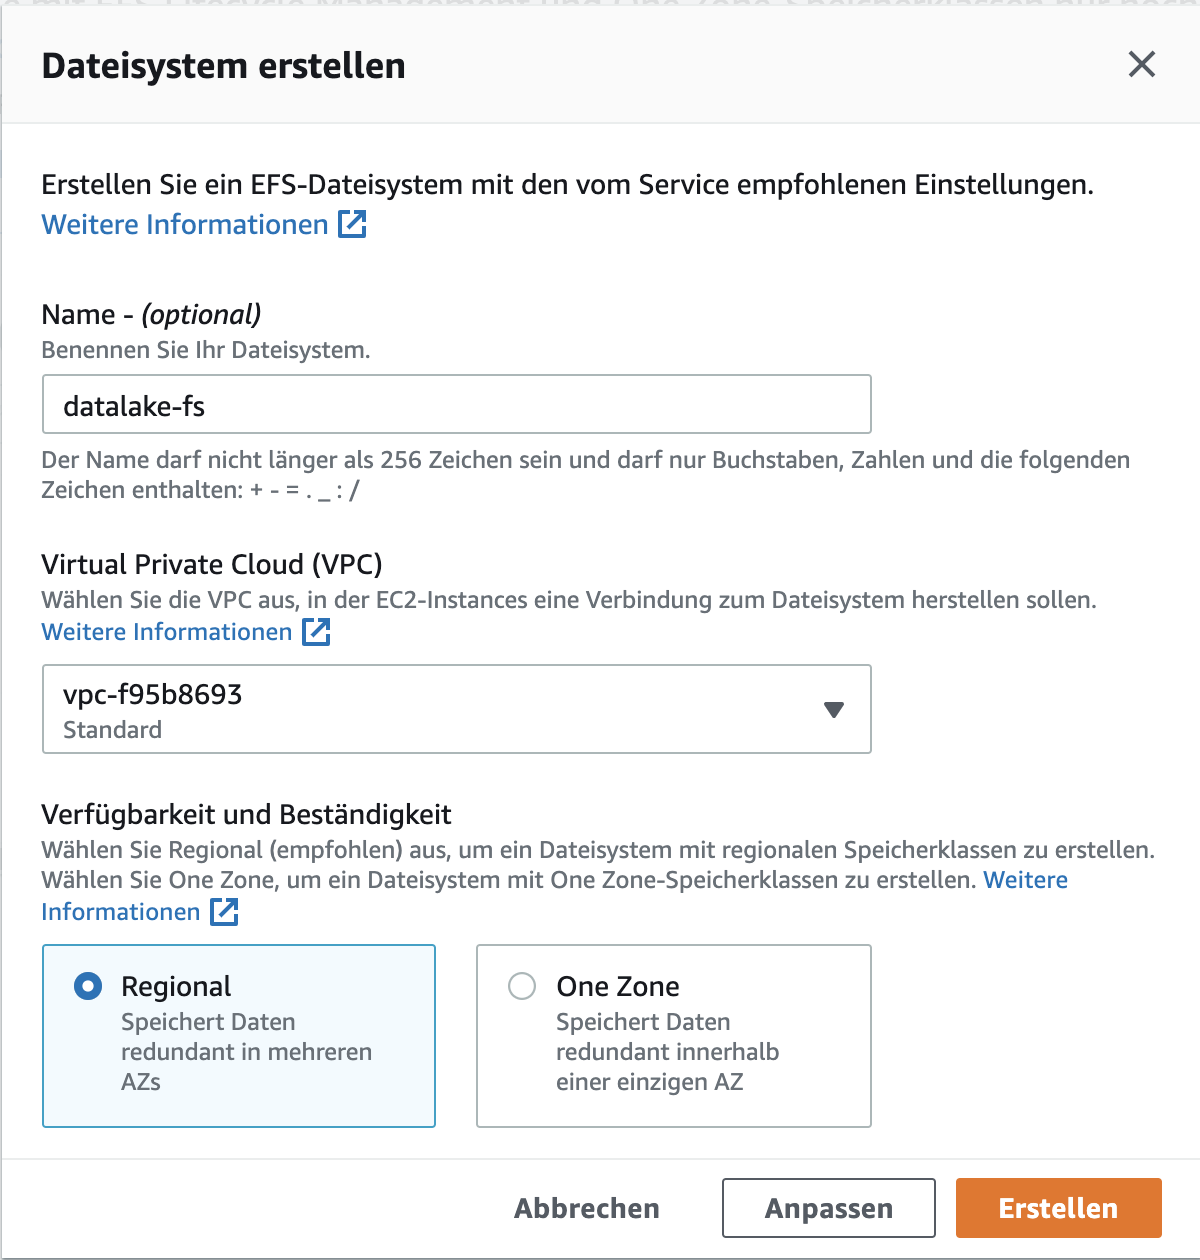 Dateisystem erstellen
Erstellen Sie ein EFS-Dateisystem mit den vom Service empfohlenen Einstellungen.
Weitere Informationen
Name - (optional)
Benennen Sie Ihr Dateisystem.
datalake-fs
Der Name darf nicht länger als 256 Zeichen sein und darf nur Buchstaben, Zahlen und die folgenden
Zeichen enthalten: + - = . _ : /
Virtual Private Cloud (VPC)
Wählen Sie die VPC aus, in der EC2-Instances eine Verbindung zum Dateisystem herstellen sollen.
Weitere Informationen
vpc-f95b8693
Standard
Verfügbarkeit und Beständigkeit
Wählen Sie Regional (empfohlen) aus, um ein Dateisystem mit regionalen Speicherklassen zu erstellen.
Wählen Sie One Zone, um ein Dateisystem mit One Zone-Speicherklassen zu erstellen. Weitere
Informationen
Regional
Speichert Daten
redundant in mehreren
AZs
One Zone
Speichert Daten
redundant innerhalb
einer einzigen AZ
Abbrechen
Anpassen
Erstellen